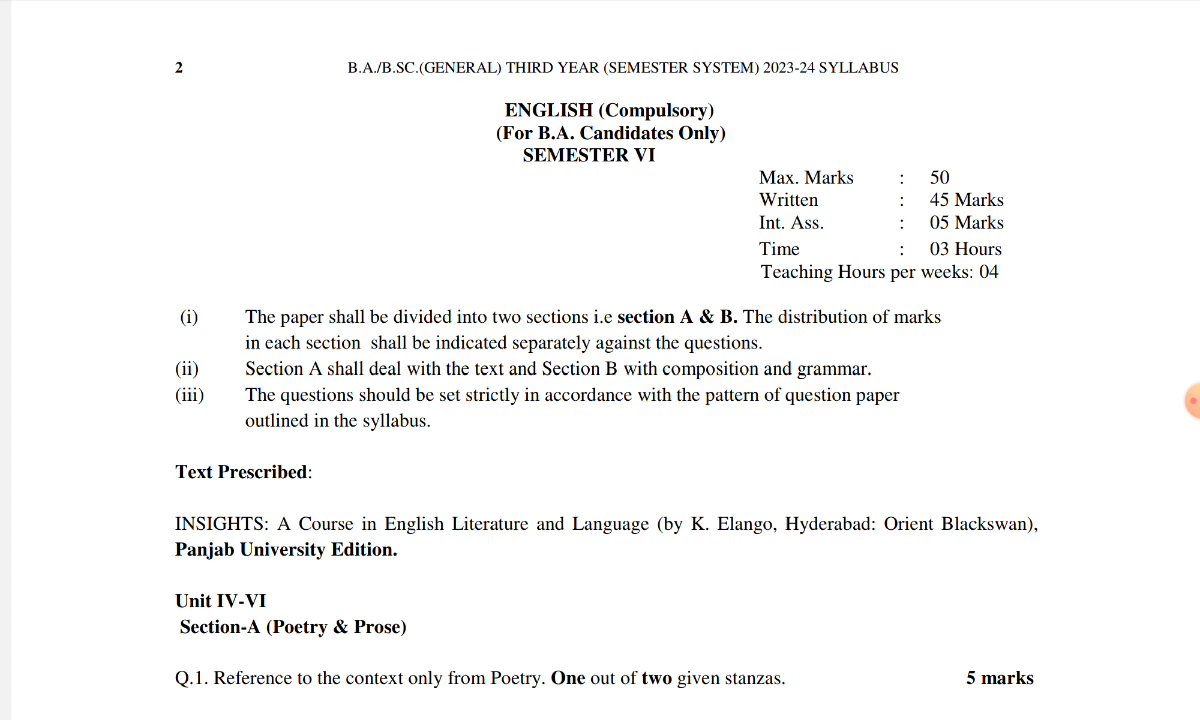 2 B.A./B.SC.(GENERAL) THIRD YEAR (SEMESTER SYSTEM) 2023-24 SYLLABUS
ENGLISH (Compulsory)
(For B.A. Candidates Only)
SEMESTER VI
Max. Marks : 50
Written : 45 Marks
Int. Ass. : 05 Marks
Time : 03 Hours
Teaching Hours per weeks: 04
(i) The paper shall be divided into two sections i.e section A & B. The distribution of marks
in each section shall be indicated separately against the questions.
(ii) Section A shall deal with the text and Section B with composition and grammar.
(iii) The questions should be set strictly in accordance with the pattern of question paper
outlined in the syllabus.
Text Prescribed:
INSIGHTS: A Course in English Literature and Language (by K. Elango, Hyderabad: Orient Blackswan),
Panjab University Edition.
Unit IV-VI
Section-A (Poetry & Prose)
Q.1. Reference to the context only from Poetry. One out of two given stanzas. 5 marks